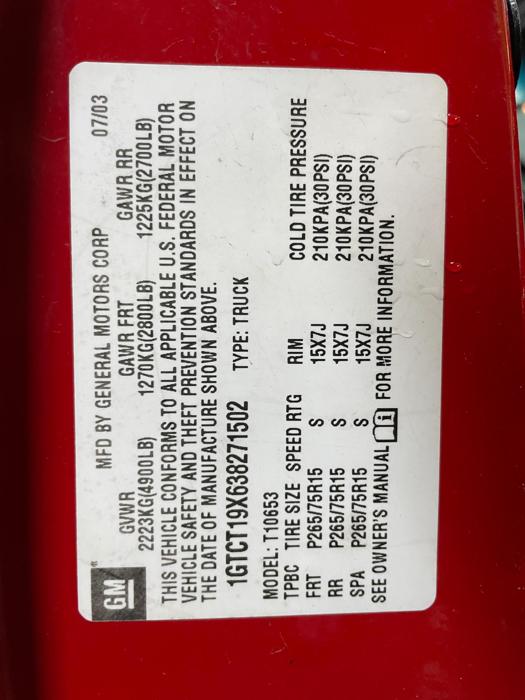 GM
MFD BY GENERAL MOTORS CORP 07/03
GVWR GAWR FRT GAWR RR
2223KG(4900LB) 1270KG(2800LB) 1225KG(2700LB)
THIS VEHICLE CONFORMS TO ALL APPLICABLE U.S. FEDERAL MOTOR
VEHICLE SAFETY AND THEFT PREVENTION STANDARDS IN EFFECT ON
THE DATE OF MANUFACTURE SHOWN ABOVE.
1GTCT19X638271502 TYPE: TRUCK
MODEL: T10653
TPBC TIRE SIZE SPEED RTG RIM COLD TIRE PRESSURE
FRT P265/75R15 S 15X7J 210KPA(30PSI)
RR P265/75R15 S 15X7J 210KPA(30PSI)
SPA P265/75R15 S 15X7J 210KPA(30PSI)
SEE OWNER'S MANUAL i FOR MORE INFORMATION.